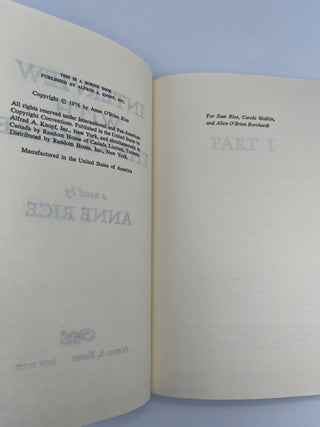 THIS IS A BORZOI BOOK
PUBLISHED BY ALFRED A. KNOPF, INC.
Copyright © 1976 by Anne O'Brien Rice
All rights reserved under International and Pan-American
Copyright Conventions. Published in the United States by
Alfred A. Knopf, Inc., New York, and simultaneously in
Canada by Random House of Canada Limited, Toronto.
Distributed by Random House, Inc., New York.
Manufactured in the United States of America
INTERVIEW
WITH
a novel by
ANNE RICE
Alfred A. Knopf
NEW YORK
For Stan Rice, Carole Malkin,
and Alice O'Brien Borchardt
PART I